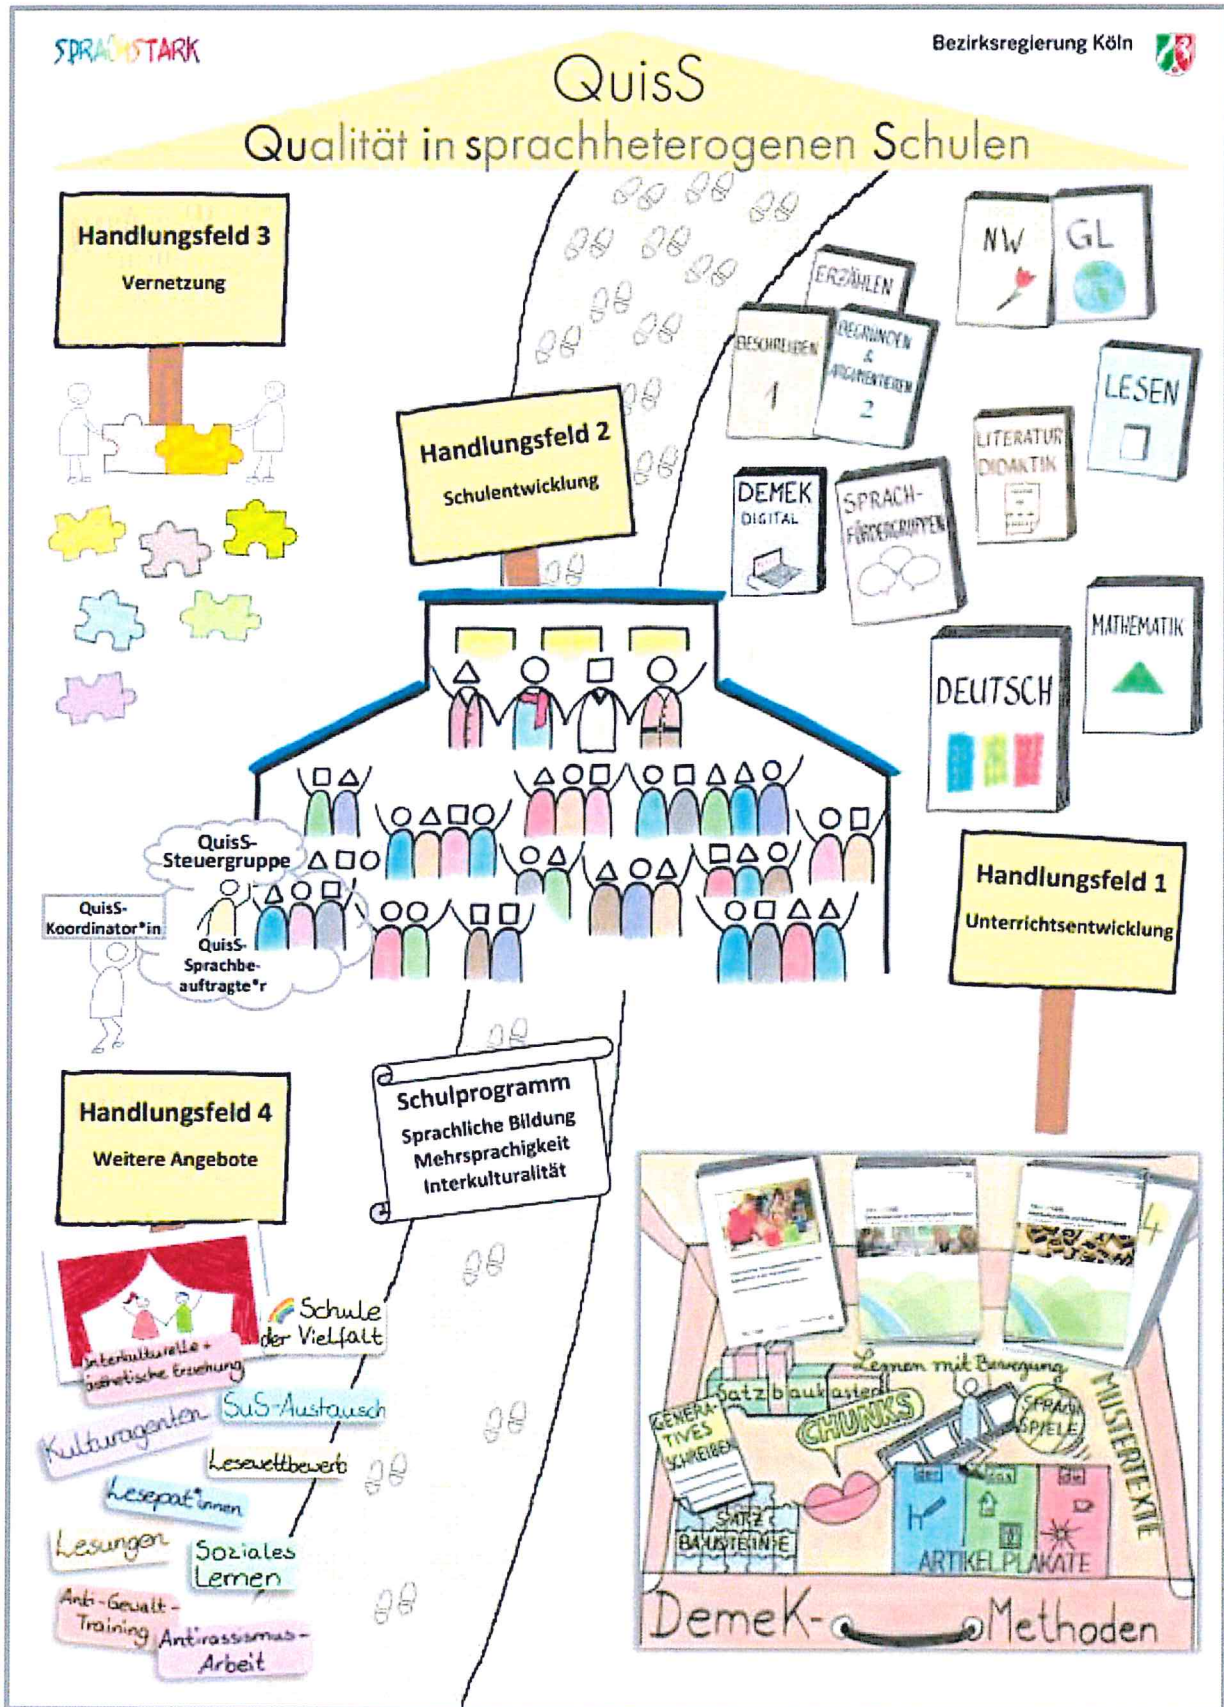 SPRACHSTARK
Bezirksregierung Köln
QuisS
Qualität in sprachheterogenen Schulen
Handlungsfeld 3
Vernetzung
Handlungsfeld 2
Schulentwicklung
ERZÄHLEN
BESCHREIBEN
1
BEGRÜNDEN
&
ARGUMENTIEREN
2
NW
GL
LESEN
LITERATUR
DIDAKTIK
DEMEK
DIGITAL
SPRACH-
FÖRDERGRUPPEN
MATHEMATIK
DEUTSCH
Handlungsfeld 1
Unterrichtsentwicklung
QuisS-
Steuergruppe
QuisS-
Koordinator*in
QuisS-
Sprachbe-
auftragte*r
Schulprogramm
Sprachliche Bildung
Mehrsprachigkeit
Interkulturalität
Handlungsfeld 4
Weitere Angebote
Schule
der Vielfalt
Interkulturelle +
ästhetische Erziehung
Kulturagenten
SuS-Austausch
Lesewettbewerb
Lesepat*innen
Lesungen
Soziales
Lernen
Anti-Gewalt-
Training
Antirassismus-
Arbeit
4
Lernen mit Bewegung
Satzbaukasten
GENERA-
TIVES
SCHREIBEN
CHUNKS
SPRACH
SPIELE
MUSTERTEXTE
SATZ
BAUSTEINE
der
das
die
ARTIKELPLAKATE
DemeK-Methoden